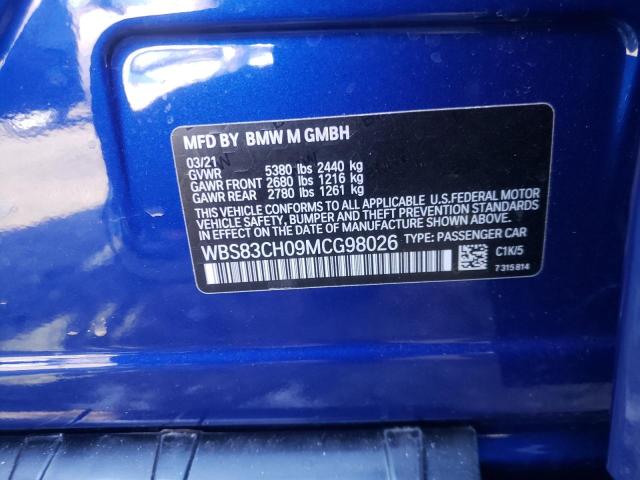 MFD BY BMW M GMBH
03/21
GVWR 5380 lbs 2440 kg
GAWR FRONT 2680 lbs 1216 kg
GAWR REAR 2780 lbs 1261 kg
THIS VEHICLE CONFORMS TO ALL APPLICABLE U.S.FEDERAL MOTOR
VEHICLE SAFETY, BUMPER AND THEFT PREVENTION STANDARDS
IN EFFECT ON THE DATE OF MANUFACTURE SHOWN ABOVE.
WBS83CH09MCG98026 TYPE: PASSENGER CAR
C1K/5
7315814